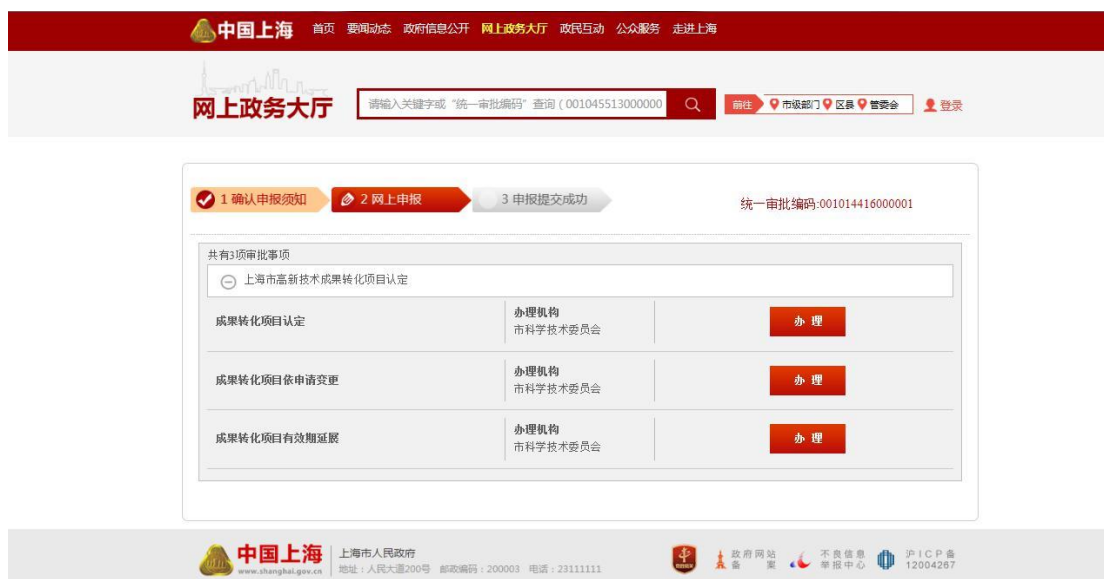 中国上海 首页 要闻动态 政府信息公开 网上政务大厅 政民互动 公众服务 走进上海
网上政务大厅 请输入关键字或“统一审批编码”查询(001045513000000 前往 市级部门 区县 管委会 登录
1 确认申报须知 2 网上申报 3 申报提交成功 统一审批编码:001014416000001
共有3项审批事项
上海市高新技术成果转化项目认定
成果转化项目认定 办理机构 办 理
市科学技术委员会
成果转化项目依申请变更 办理机构 办 理
市科学技术委员会
成果转化项目有效期延展 办理机构 办 理
市科学技术委员会
中国上海
www.shanghai.gov.cn
上海市人民政府
地址:人民大道200号 邮政编码:200003 电话:23111111
政府网站
备案
不良信息
举报中心
沪ICP备
12004267